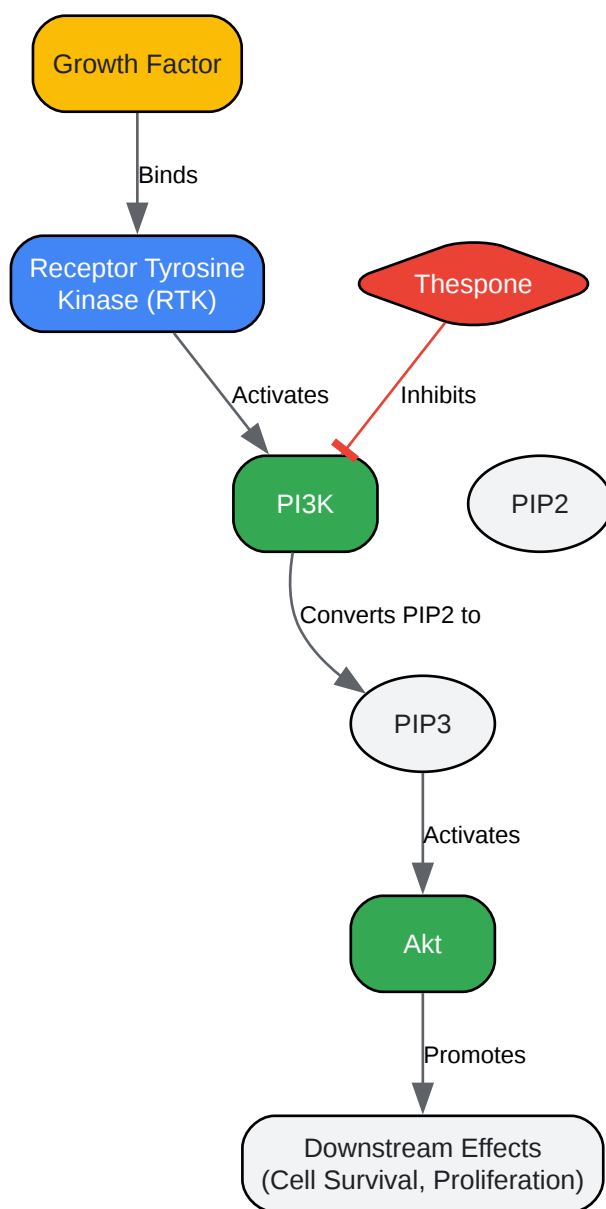 Growth Factor
Binds
Receptor Tyrosine
Kinase (RTK)
Thespone
Activates
Inhibits
PI3K
PIP2
Converts PIP2 to
PIP3
Activates
Akt
Promotes
Downstream Effects
(Cell Survival, Proliferation)